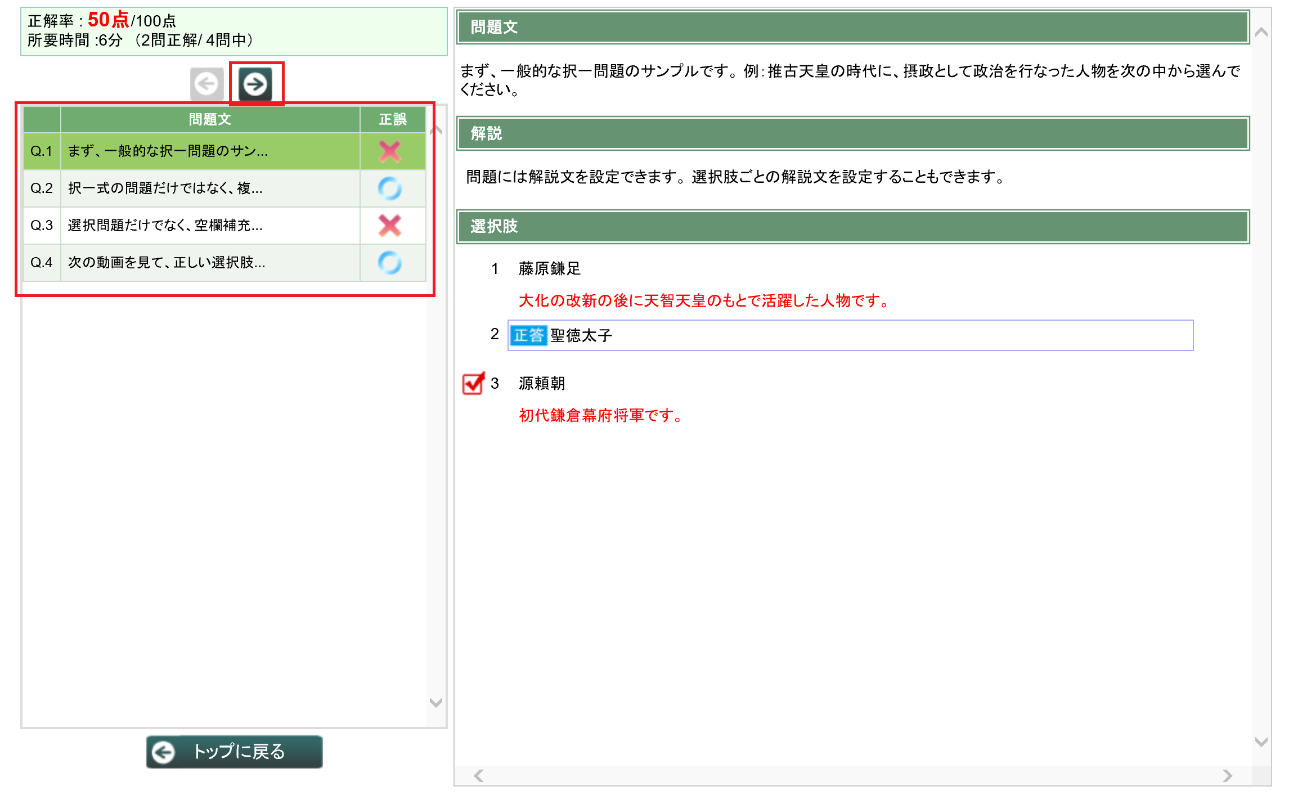 正解率 : 50点/100点
所要時間 :6分 （2問正解/ 4問中）
問題文 正誤
Q.1 まず、一般的な択一問題のサン...
Q.2 択一式の問題だけではなく、複...
Q.3 選択問題だけでなく、空欄補充...
Q.4 次の動画を見て、正しい選択肢...
トップに戻る
問題文
まず、一般的な択一問題のサンプルです。例：推古天皇の時代に、摂政として政治を行なった人物を次の中から選んで
ください。
解説
問題には解説文を設定できます。選択肢ごとの解説文を設定することもできます。
選択肢
1 藤原鎌足
大化の改新の後に天智天皇のもとで活躍した人物です。
2 正答 聖徳太子
3 源頼朝
初代鎌倉幕府将軍です。